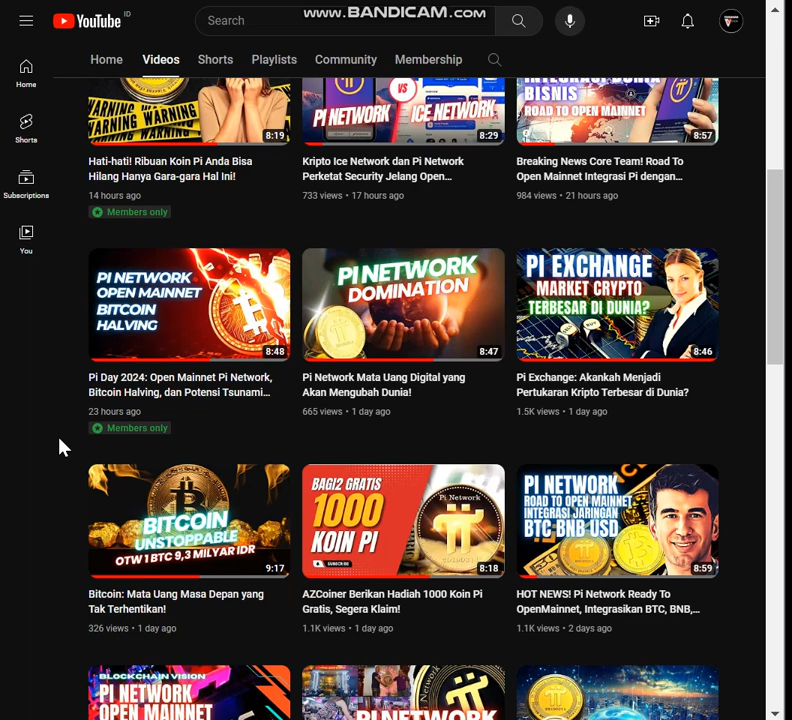 YouTube ID
Search
www.BANDICAM.com
Home
Videos
Shorts
Playlists
Community
Membership
Home
Shorts
Subscriptions
You
WARNING WARNING
8:19
PI NETWORK VS ICE NETWORK
8:29
INTEGRASI DUNIA
BISNIS
ROAD TO OPEN MAINNET
8:57
Hati-hati! Ribuan Koin Pi Anda Bisa
Hilang Hanya Gara-gara Hal Ini!
14 hours ago
Members only
Kripto Ice Network dan Pi Network
Perketat Security Jelang Open...
733 views • 17 hours ago
Breaking News Core Team! Road To
Open Mainnet Integrasi Pi dengan...
984 views • 21 hours ago
PI NETWORK
OPEN MAINNET
BITCOIN
HALVING
8:48
PI NETWORK
DOMINATION
8:47
PI EXCHANGE
MARKET CRYPTO
TERBESAR DI DUNIA?
8:46
Pi Day 2024: Open Mainnet Pi Network,
Bitcoin Halving, dan Potensi Tsunami...
23 hours ago
Members only
Pi Network Mata Uang Digital yang
Akan Mengubah Dunia!
665 views • 1 day ago
Pi Exchange: Akankah Menjadi
Pertukaran Kripto Terbesar di Dunia?
1.5K views • 1 day ago
BITCOIN
UNSTOPPABLE
OTW 1 BTC 9,3 MILYAR IDR
9:17
BAGI2 GRATIS
1000
KOIN PI
SUBSCRIBE
Pi Network
8:18
PI NETWORK
ROAD TO OPEN MAINNET
INTEGRASI JARINGAN
BTC BNB USD
8:59
Bitcoin: Mata Uang Masa Depan yang
Tak Terhentikan!
326 views • 1 day ago
AZCoiner Berikan Hadiah 1000 Koin Pi
Gratis, Segera Klaim!
1.1K views • 1 day ago
HOT NEWS! Pi Network Ready To
OpenMainnet, Integrasikan BTC, BNB,...
1.1K views • 2 days ago
BLOCKCHAIN VISION
PI NETWORK
OPEN MAINNET
PI NETWORK